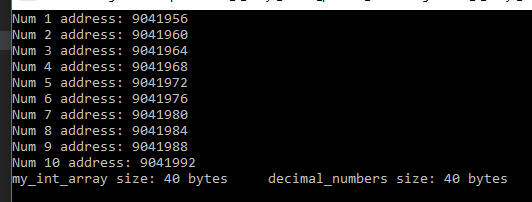 Num 1 address: 9041956
Num 2 address: 9041960
Num 3 address: 9041964
Num 4 address: 9041968
Num 5 address: 9041972
Num 6 address: 9041976
Num 7 address: 9041980
Num 8 address: 9041984
Num 9 address: 9041988
Num 10 address: 9041992
my_int_array size: 40 bytes     decimal_numbers size: 40 bytes